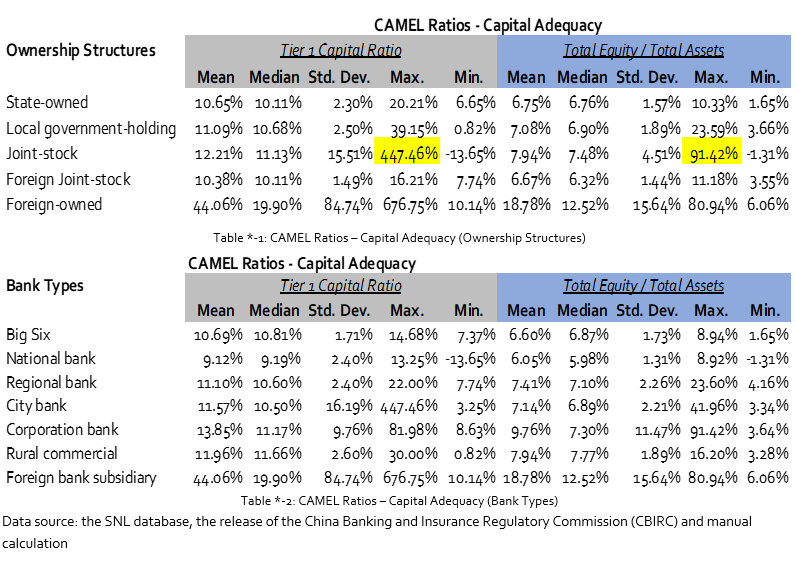 CAMEL Ratios - Capital Adequacy
Ownership Structures Tier 1 Capital Ratio Total Equity / Total Assets
Mean Median Std. Dev. Max. Min. Mean Median Std. Dev. Max. Min.
State-owned 10.65% 10.11% 2.30% 20.21% 6.65% 6.75% 6.76% 1.57% 10.33% 1.65%
Local government-holding 11.09% 10.68% 2.50% 39.15% 0.82% 7.08% 6.90% 1.89% 23.59% 3.66%
Joint-stock 12.21% 11.13% 15.51% 447.46% -13.65% 7.94% 7.48% 4.51% 91.42% -1.31%
Foreign Joint-stock 10.38% 10.11% 1.49% 16.21% 7.74% 6.67% 6.32% 1.44% 11.18% 3.55%
Foreign-owned 44.06% 19.90% 84.74% 676.75% 10.14% 18.78% 12.52% 15.64% 80.94% 6.06%
Table *-1: CAMEL Ratios – Capital Adequacy (Ownership Structures)
CAMEL Ratios - Capital Adequacy
Bank Types Tier 1 Capital Ratio Total Equity / Total Assets
Mean Median Std. Dev. Max. Min. Mean Median Std. Dev. Max. Min.
Big Six 10.69% 10.81% 1.71% 14.68% 7.37% 6.60% 6.87% 1.73% 8.94% 1.65%
National bank 9.12% 9.19% 2.40% 13.25% -13.65% 6.05% 5.98% 1.31% 8.92% -1.31%
Regional bank 11.10% 10.60% 2.40% 22.00% 7.74% 7.41% 7.10% 2.26% 23.60% 4.16%
City bank 11.57% 10.50% 16.19% 447.46% 3.25% 7.14% 6.89% 2.21% 41.96% 3.34%
Corporation bank 13.85% 11.17% 9.76% 81.98% 8.63% 9.76% 7.30% 11.47% 91.42% 3.64%
Rural commercial 11.96% 11.66% 2.60% 30.00% 0.82% 7.94% 7.77% 1.89% 16.20% 3.28%
Foreign bank subsidiary 44.06% 19.90% 84.74% 676.75% 10.14% 18.78% 12.52% 15.64% 80.94% 6.06%
Table *-2: CAMEL Ratios – Capital Adequacy (Bank Types)
Data source: the SNL database, the release of the China Banking and Insurance Regulatory Commission (CBIRC) and manual
calculation